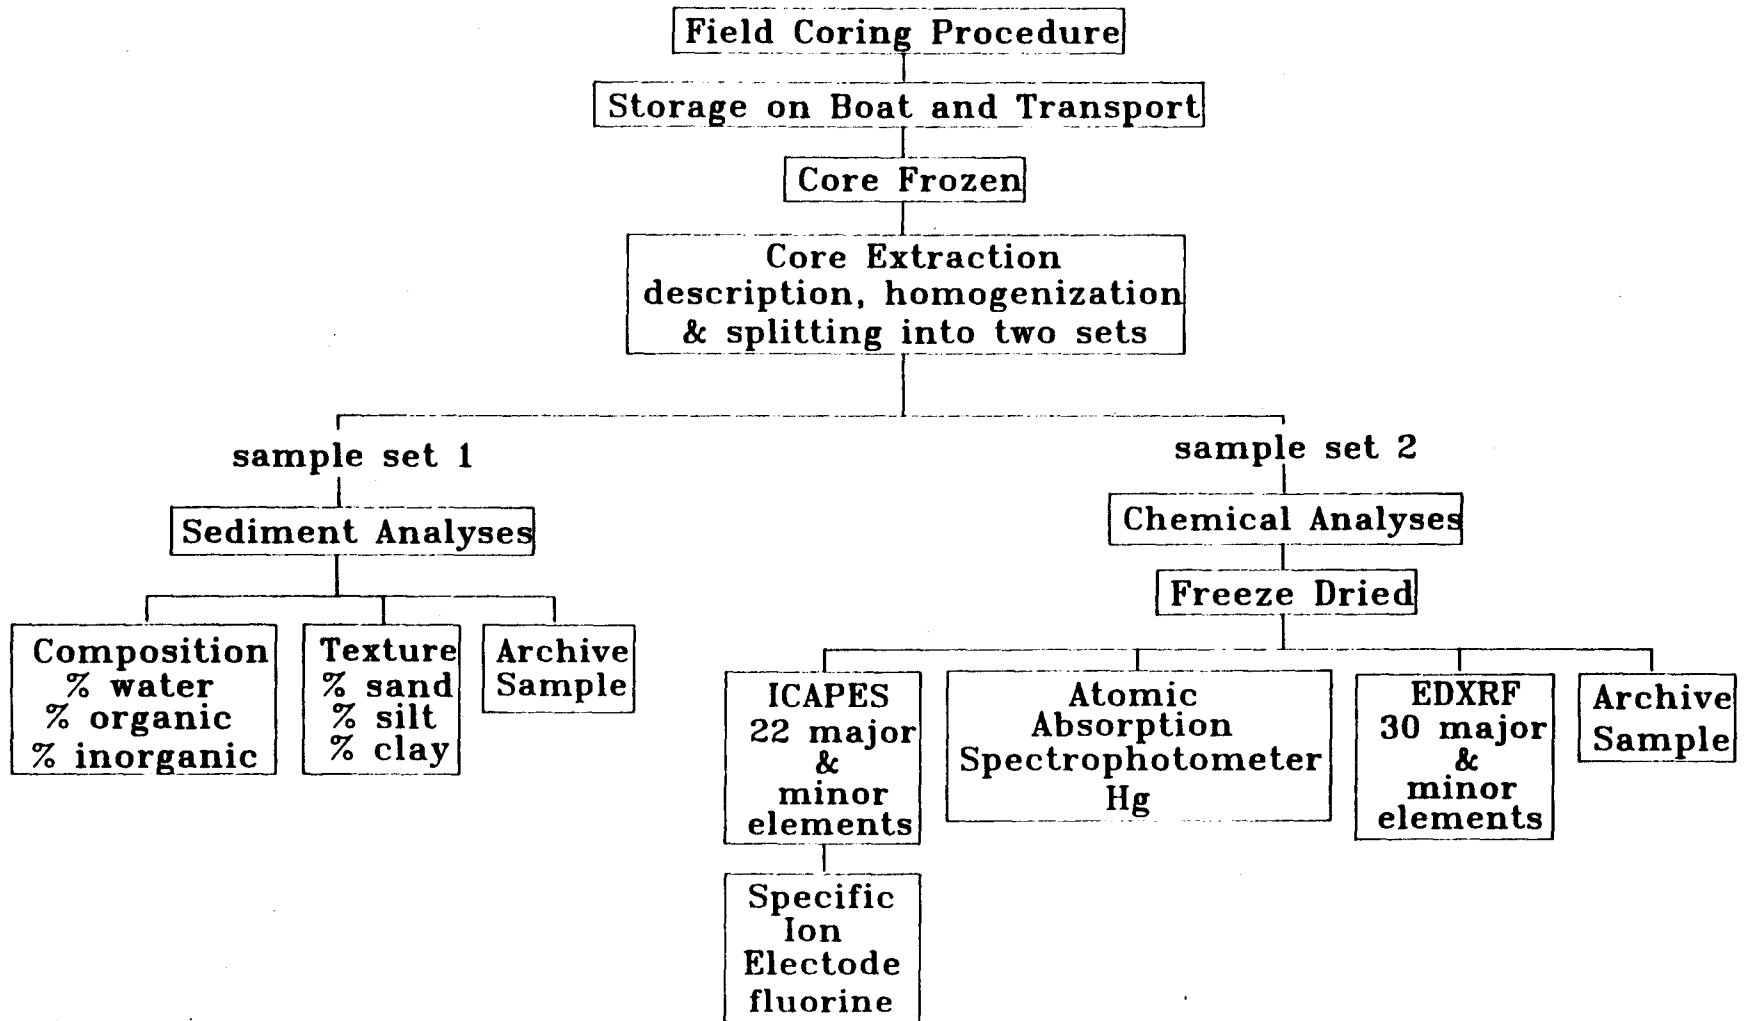 Field Coring Procedure
Storage on Boat and Transport
Core Frozen
Core Extraction
description, homogenization
& splitting into two sets
sample set 1
Sediment Analyses
Composition
% water
% organic
% inorganic
Texture
% sand
% silt
% clay
Archive
Sample
sample set 2
Chemical Analyses
Freeze Dried
ICAPES
22 major
&
minor
elements
Specific
Ion
Electode
fluorine
Atomic
Absorption
Spectrophotometer
Hg
EDXRF
30 major
&
minor
elements
Archive
Sample